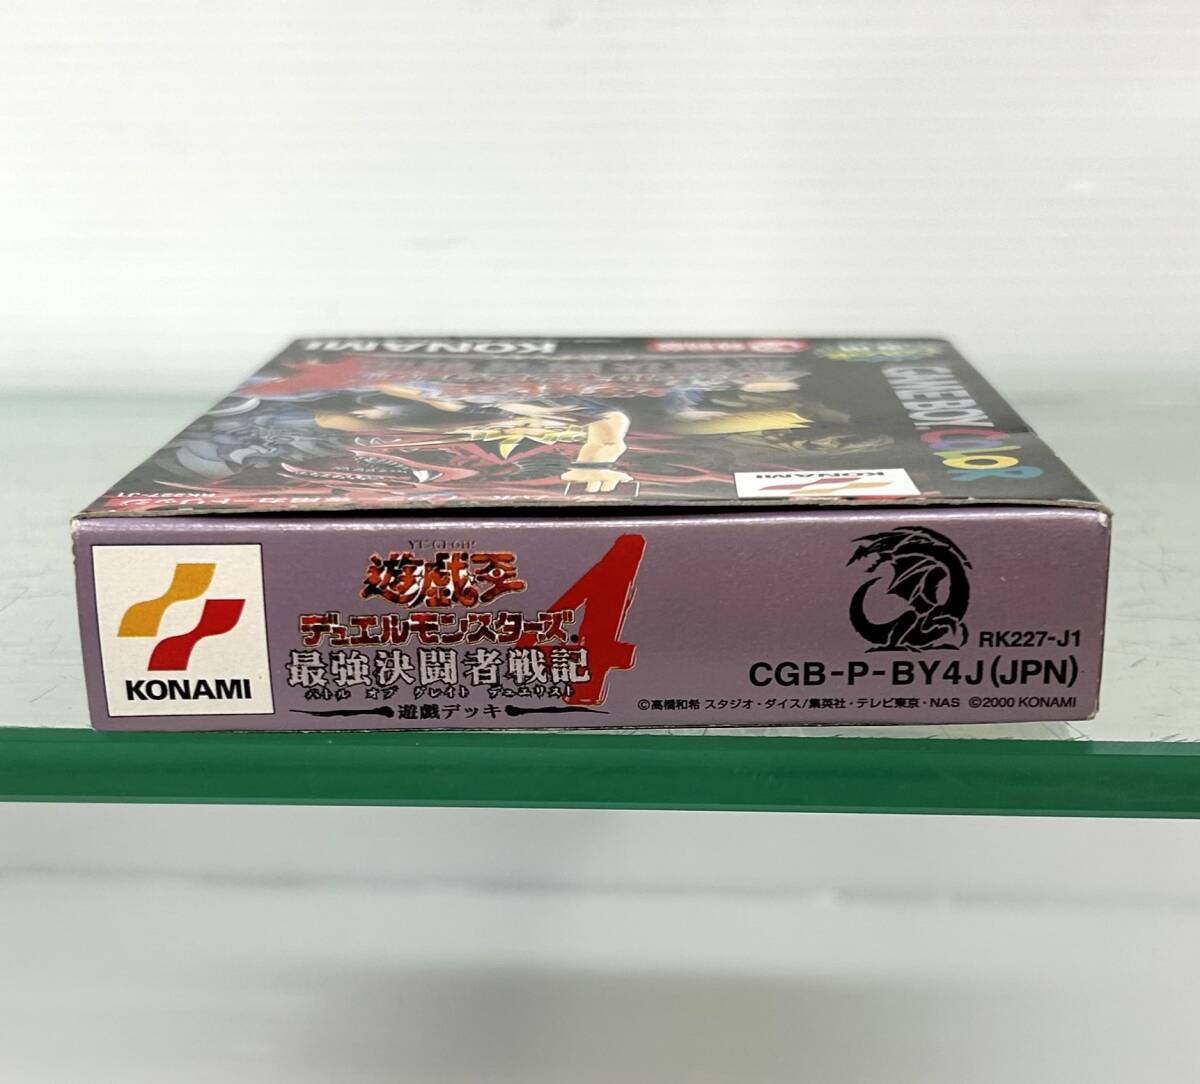 KONAMI
GAMEBOY COLOR
KONAMI
RK227-J1
KONAMI
YU-GI-OH!
遊戯王
デュエルモンスターズ4
最強決闘者戦記
バトル オブ グレイト デュエリスト
遊戯デッキ
RK227-J1
CGB-P-BY4J(JPN)
©高橋和希 スタジオ・ダイス/集英社・テレビ東京・NAS ©2000 KONAMI